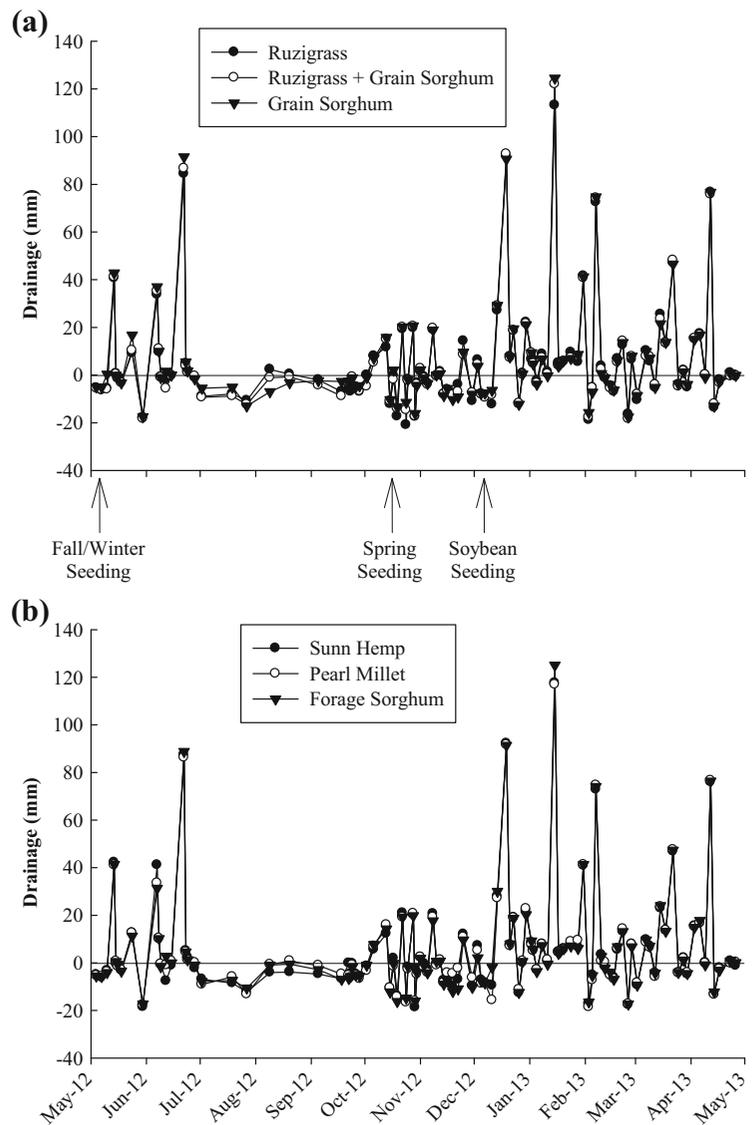 (a)
140
120
100
80
60
40
20
0
-20
-40
Drainage (mm)
Ruzigrass
Ruzigrass + Grain Sorghum
Grain Sorghum
Fall/Winter
Seeding
Spring
Seeding
Soybean
Seeding
(b)
140
120
100
80
60
40
20
0
-20
-40
Drainage (mm)
Sunn Hemp
Pearl Millet
Forage Sorghum
May-12
Jun-12
Jul-12
Aug-12
Sep-12
Oct-12
Nov-12
Dec-12
Jan-13
Feb-13
Mar-13
Apr-13
May-13